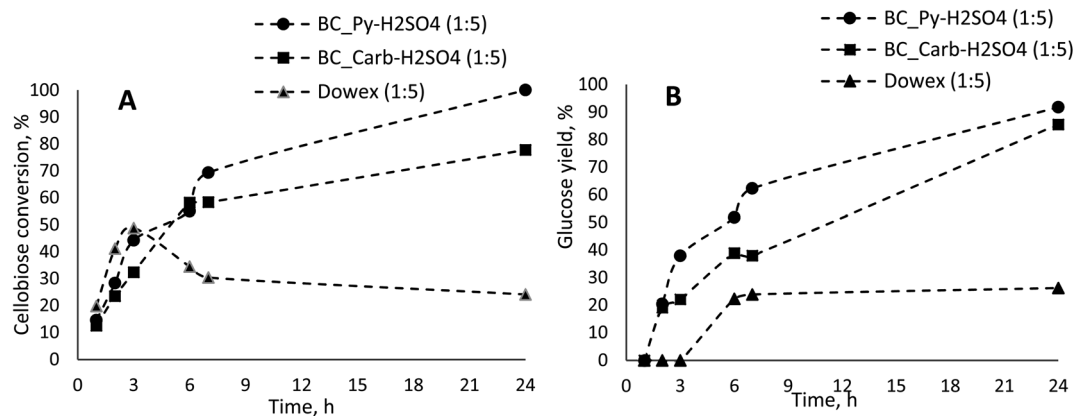 BC_Py-H2SO4 (1:5)
BC_Carb-H2SO4 (1:5)
Dowex (1:5)
A
Cellobiose conversion, %
100
90
80
70
60
50
40
30
20
10
0
0 3 6 9 12 15 18 21 24
Time, h
BC_Py-H2SO4 (1:5)
BC_Carb-H2SO4 (1:5)
Dowex (1:5)
B
Glucose yield, %
100
90
80
70
60
50
40
30
20
10
0
0 3 6 9 12 15 18 21 24
Time, h